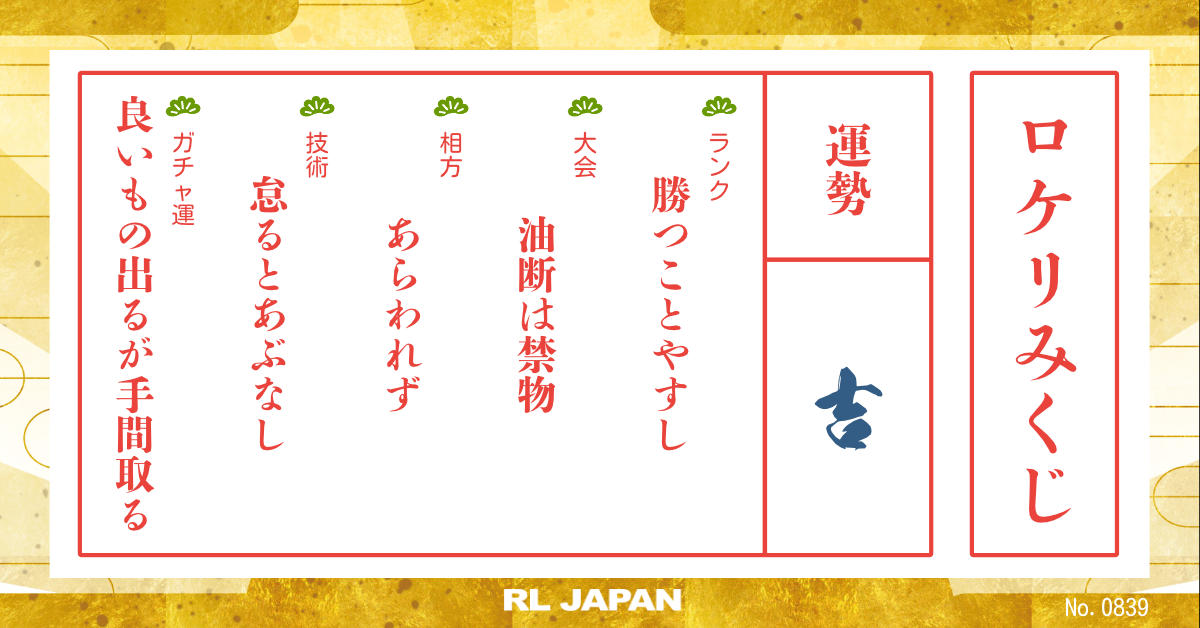 ロケリみくじ
運勢
吉
ランク
勝つことやすし
大会
油断は禁物
相方
あらわれず
技術
怠るとあぶなし
ガチャ運
良いもの出るが手間取る
RL JAPAN
No. 0839